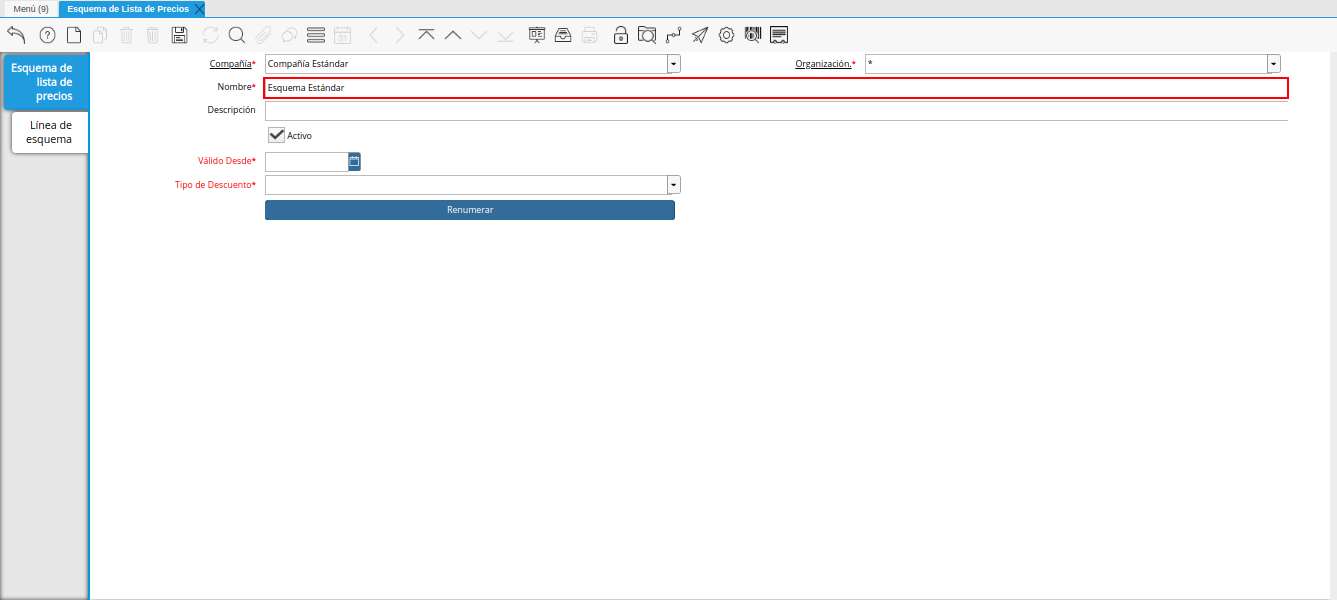 Menú (9)
Esquema de Lista de Precios
?
31
Esquema de
lista de
precios
Línea de
esquema
Compañía*
Compañía Estándar
Organización.*
*
Nombre*
Esquema Estándar
Descripción
Activo
Válido Desde*
Tipo de Descuento*
Renumerar